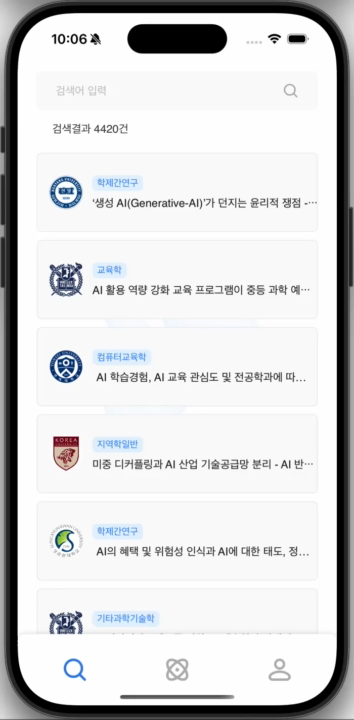 10:06
검색어 입력
검색결과 4420건
학제간연구
‘생성 AI(Generative-AI)’가 던지는 윤리적 쟁점 -…
교육학
AI 활용 역량 강화 교육 프로그램이 중등 과학 예…
컴퓨터교육학
AI 학습경험, AI 교육 관심도 및 전공학과에 따…
지역학일반
미중 디커플링과 AI 산업 기술공급망 분리 - AI 반…
KOREA
학제간연구
AI의 혜택 및 위험성 인식과 AI에 대한 태도, 정…
기타과학기술학